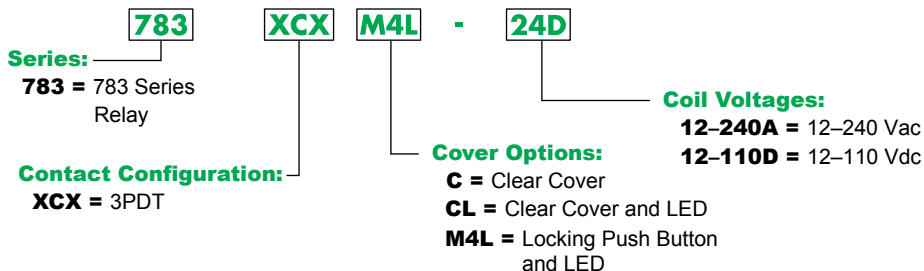 783 XCX M4L - 24D
Series:
783 = 783 Series
Relay
Contact Configuration:
XCX = 3PDT
Cover Options:
C = Clear Cover
CL = Clear Cover and LED
M4L = Locking Push Button
and LED
Coil Voltages:
12–240A = 12–240 Vac
12–110D = 12–110 Vdc